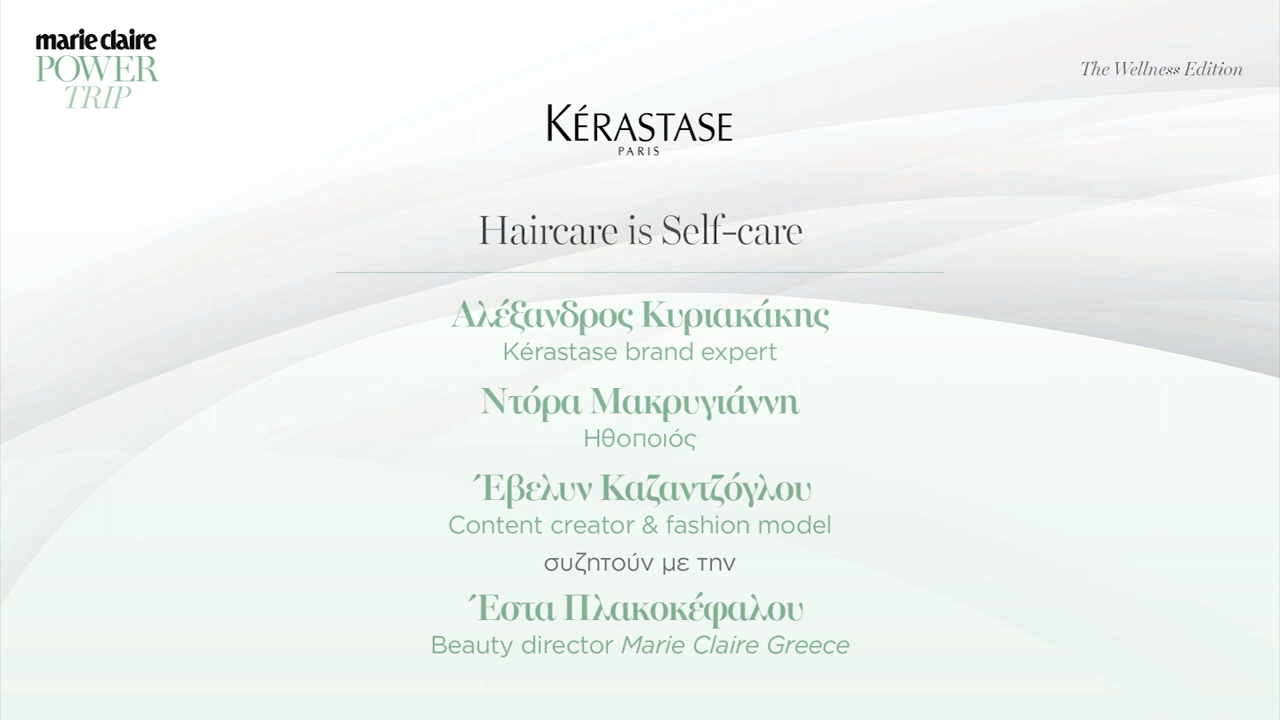 marie claire
POWER
TRIP
The Wellness Edition
KÉRASTASE
PARIS
Haircare is Self-care
Αλέξανδρος Κυριακάκης
Kérastase brand expert
Ντόρα Μακρυγιάννη
Ηθοποιός
Έβελυν Καζαντζόγλου
Content creator & fashion model
συζητούν με την
Έστα Πλακοκέφαλου
Beauty director Marie Claire Greece